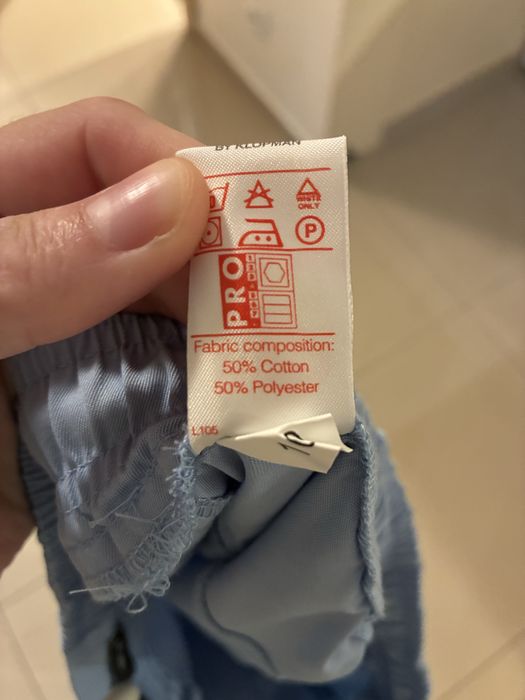 BY KLOPMAN
WHITE
ONLY
P
PRO
Fabric composition:
50% Cotton
50% Polyester
L105